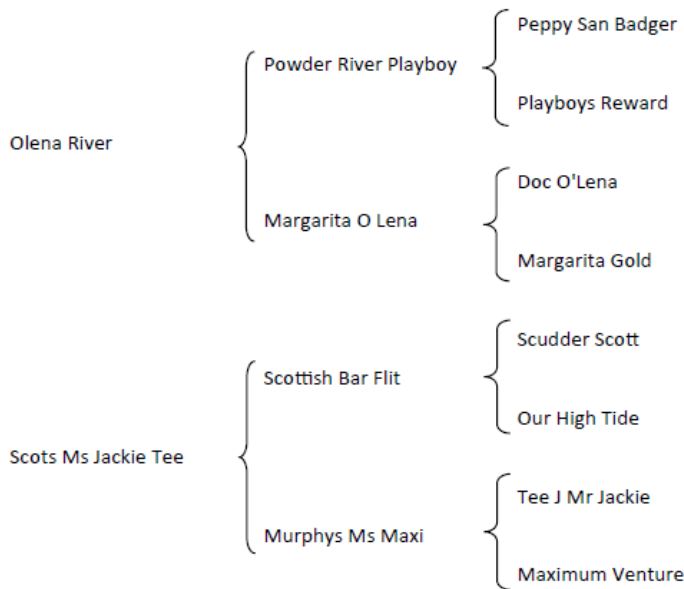 Peppy San Badger
Powder River Playboy
Playboys Reward
Olena River
Doc O'Lena
Margarita O Lena
Margarita Gold
Scudder Scott
Scottish Bar Flit
Our High Tide
Scots Ms Jackie Tee
Tee J Mr Jackie
Murphys Ms Maxi
Maximum Venture